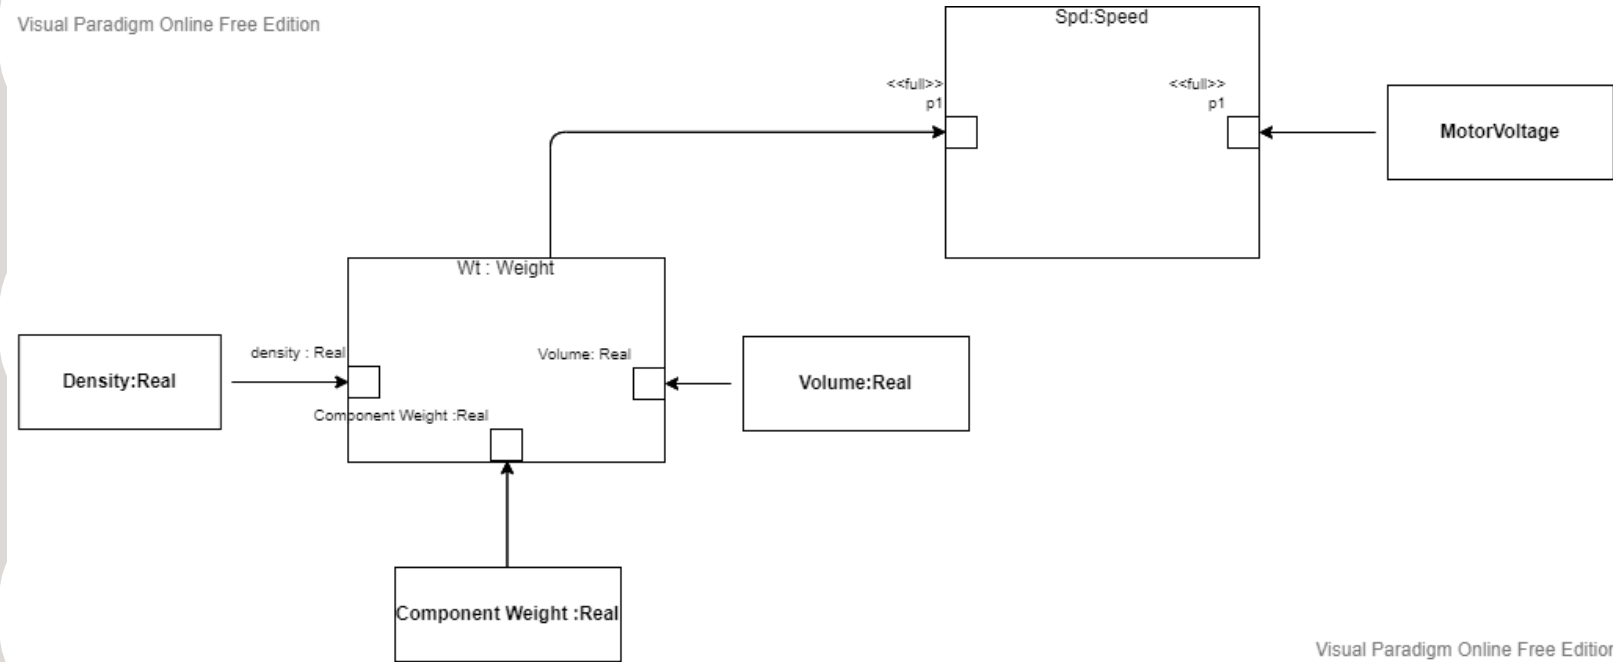 Visual Paradigm Online Free Edition
Spd:Speed
<<full>>
p1
<<full>>
p1
MotorVoltage
Wt : Weight
density : Real
Volume: Real
Density:Real
Volume:Real
Component Weight :Real
Component Weight :Real
Visual Paradigm Online Free Edition